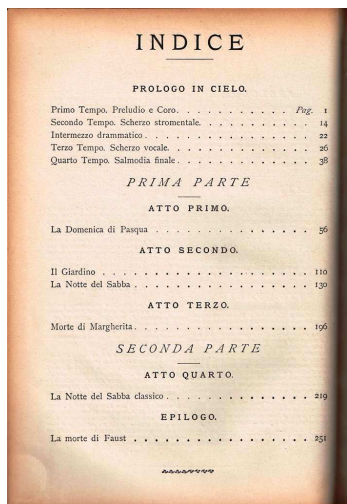 INDICE
PROLOGO IN CIELO.
Primo Tempo. Preludio e Coro. . . . . . . . . . . . Pag. 1
Secondo Tempo. Scherzo stromentale. . . . . . . . . . . . 14
Intermezzo drammatico . . . . . . . . . . . . . . . . 22
Terzo Tempo. Scherzo vocale. . . . . . . . . . . . . . 26
Quarto Tempo. Salmodia finale . . . . . . . . . . . . . 38
PRIMA PARTE
ATTO PRIMO.
La Domenica di Pasqua . . . . . . . . . . . . . . . 56
ATTO SECONDO.
Il Giardino . . . . . . . . . . . . . . . . . . . 110
La Notte del Sabba . . . . . . . . . . . . . . . . 130
ATTO TERZO.
Morte di Margherita . . . . . . . . . . . . . . . . 196
SECONDA PARTE
ATTO QUARTO.
La Notte del Sabba classico . . . . . . . . . . . . . 219
EPILOGO.
La morte di Faust . . . . . . . . . . . . . . . . . 251